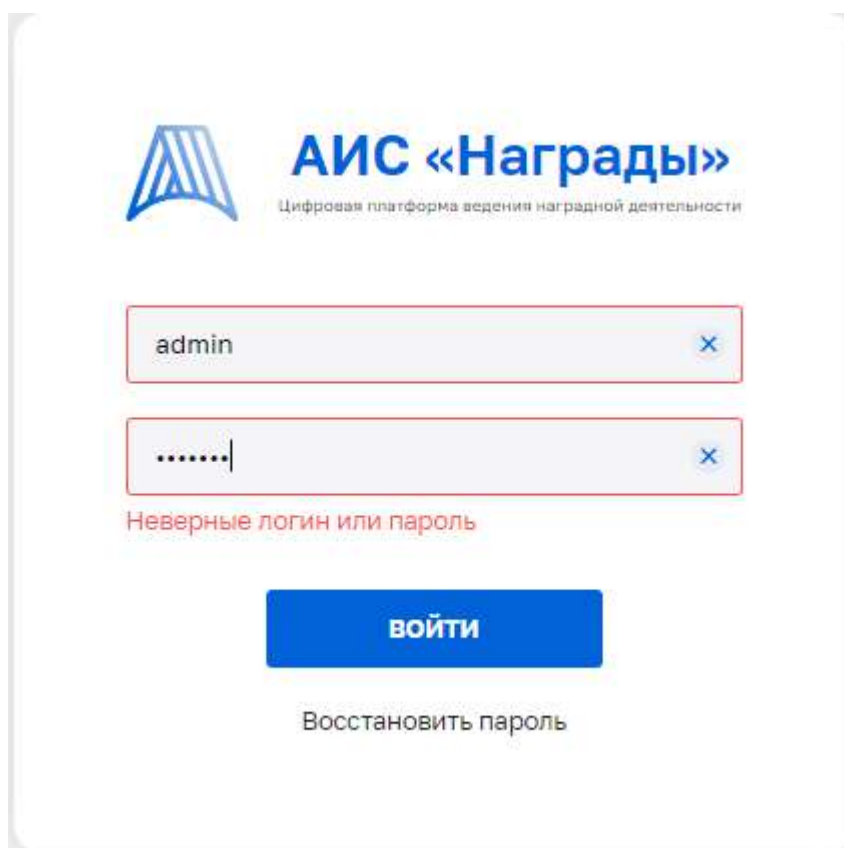 АИС «Награды»
Цифровая платформа ведения наградной деятельности
admin
•••••••
Неверные логин или пароль
ВОЙТИ
Восстановить пароль